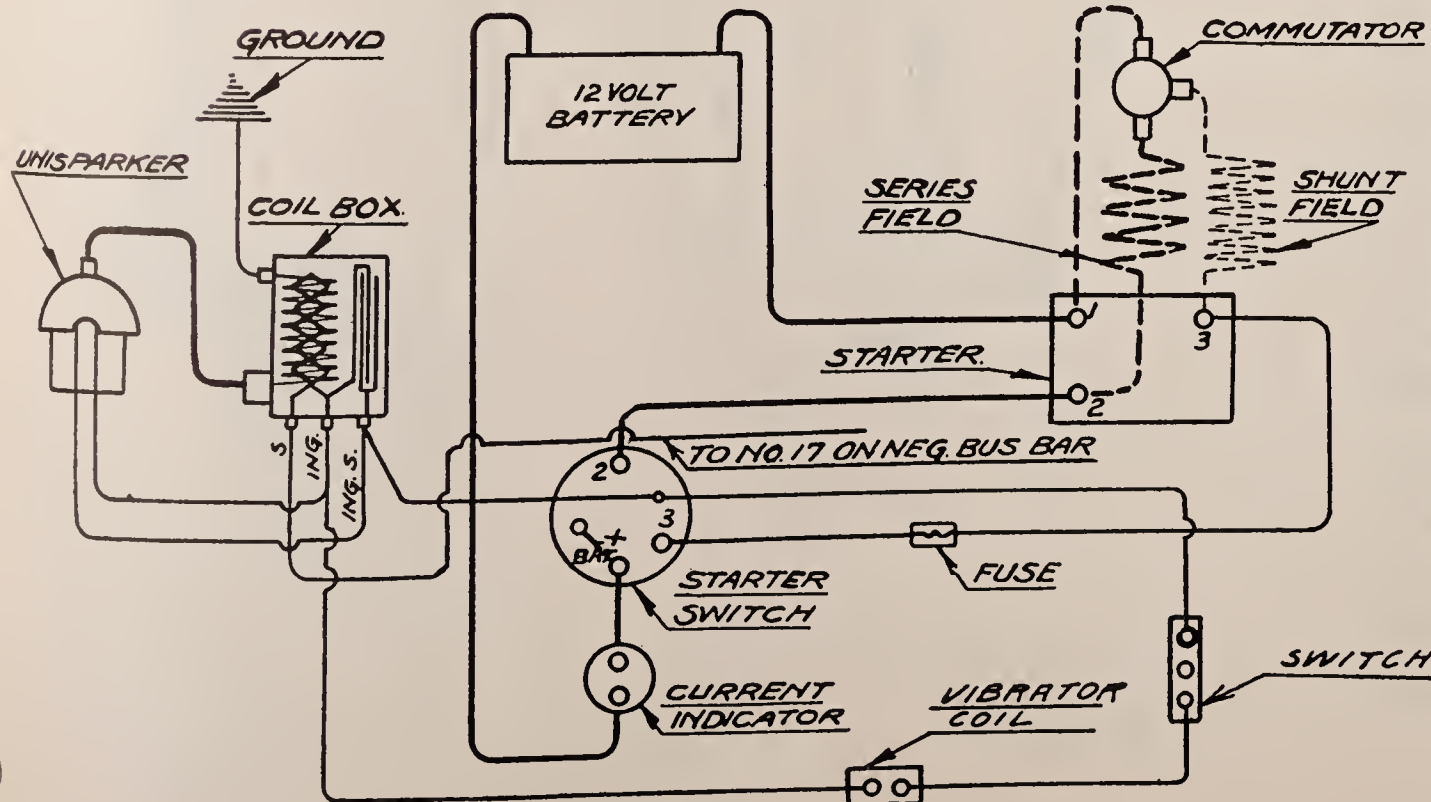 GROUND
COMMUTATOR
12 VOLT
BATTERY
UNISPARKER
COIL BOX.
SERIES
FIELD
SHUNT
FIELD
1
3
STARTER.
2
S
ING.
ING. S.
TO NO. 17 ON NEG. BUS BAR
2
3
+
BAT.
FUSE
STARTER
SWITCH
SWITCH
CURRENT
INDICATOR
VIBRATOR
COIL